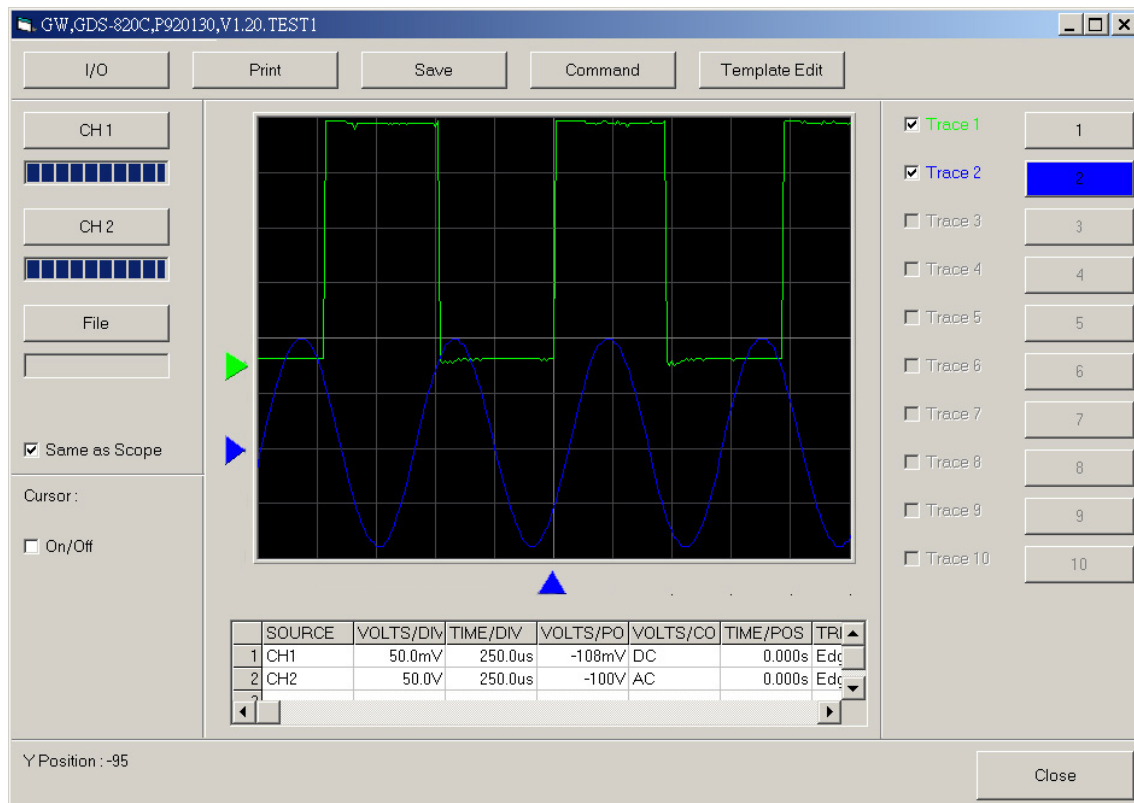 GW,GDS-820C,P920130,V1.20.TEST1
I/O Print Save Command Template Edit
CH 1
CH 2
File
Same as Scope
Cursor :
On/Off
Trace 1 1
Trace 2 2
Trace 3 3
Trace 4 4
Trace 5 5
Trace 6 6
Trace 7 7
Trace 8 8
Trace 9 9
Trace 10 10
SOURCE VOLTS/DIV TIME/DIV VOLTS/PO VOLTS/CO TIME/POS TRI
1 CH1 50.0mV 250.0us -108mV DC 0.000s Edg
2 CH2 50.0V 250.0us -100V AC 0.000s Edg
Y Position : -95
Close